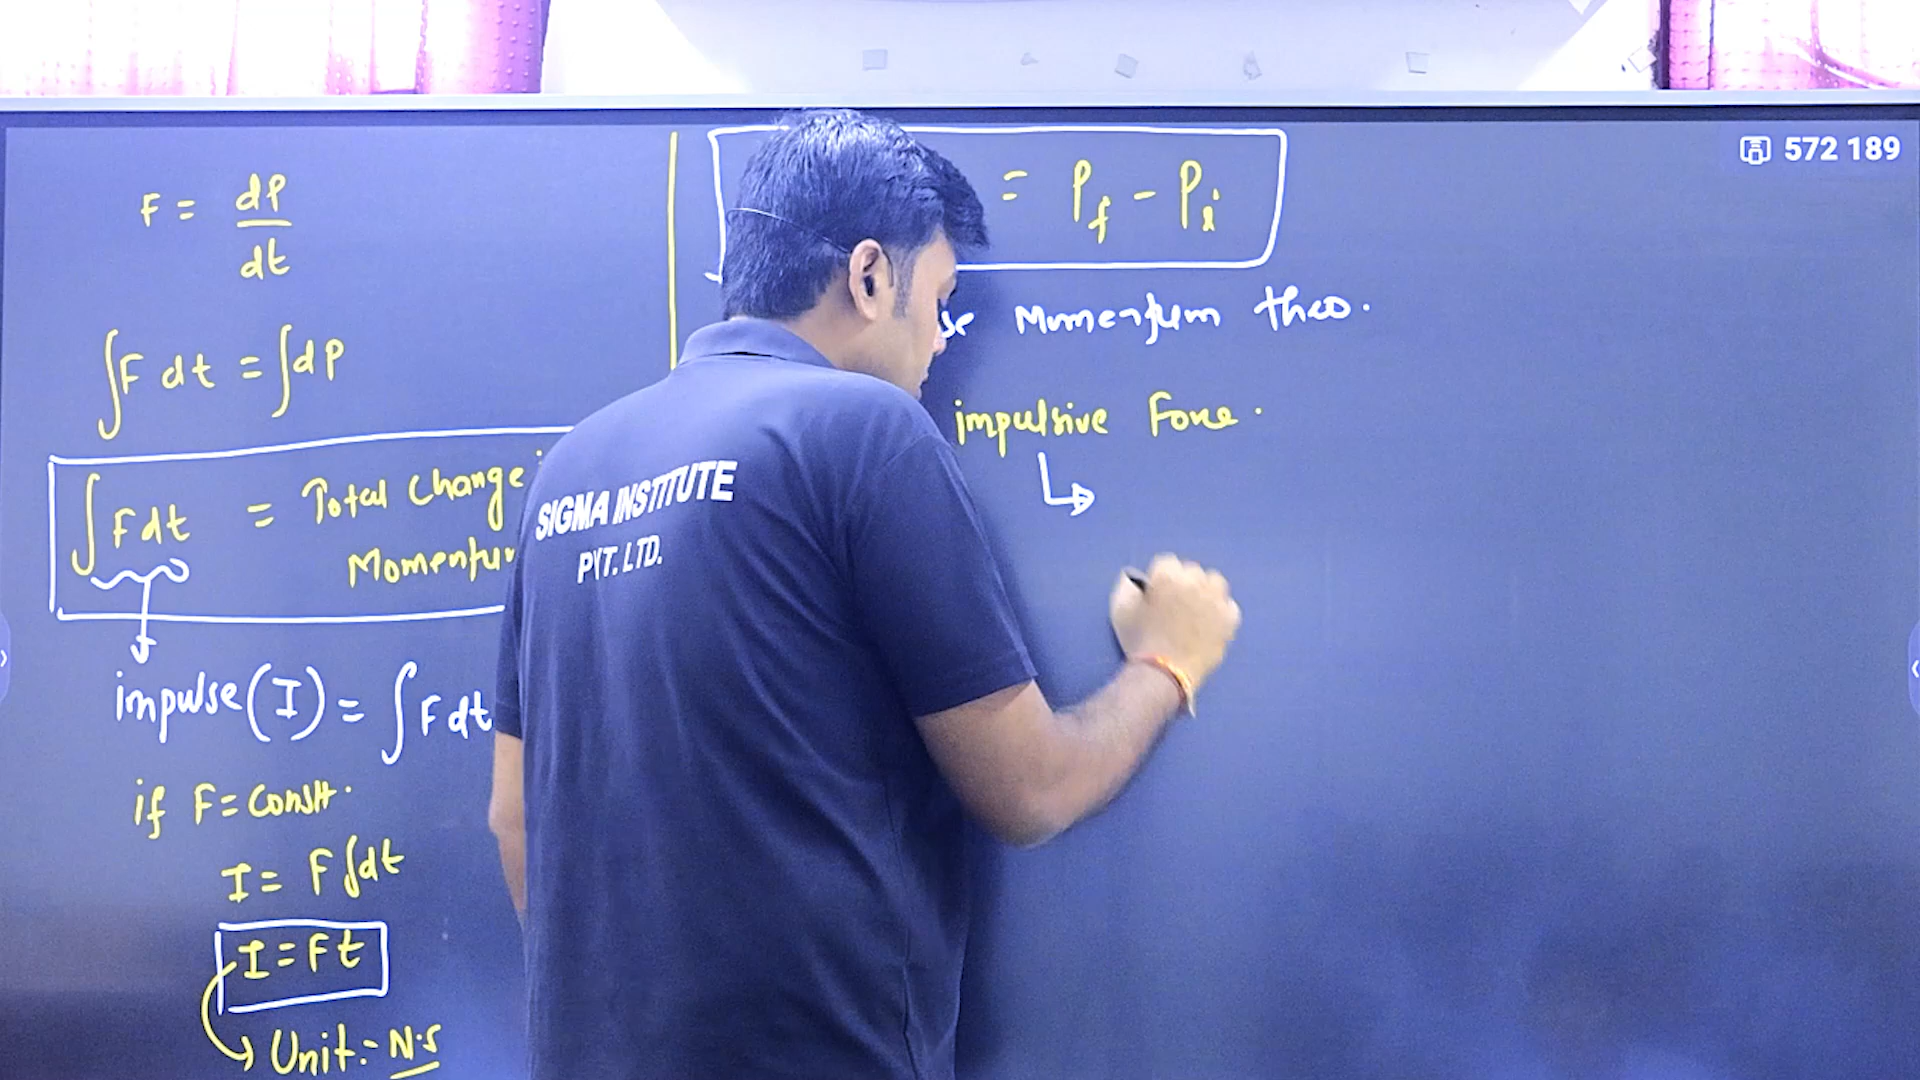 F = dp/dt
∫F dt = ∫dp
∫Fdt = Total Change
Momentum
impulse (I) = ∫F dt
if F = Const.
I = F∫dt
I = Ft
Unit:- N·s
= Pf - Pi
Momentum theo.
impulsive Force.
SIGMA INSTITUTE
PVT. LTD.
572 189